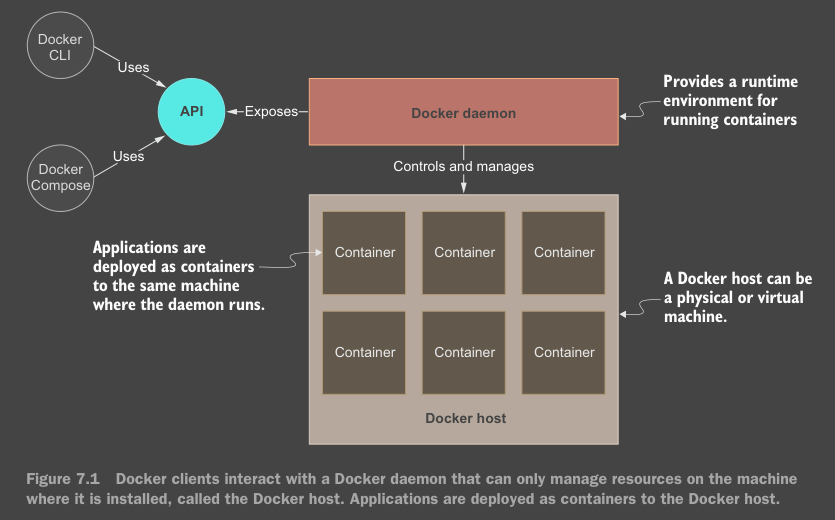 Docker
CLI
Uses
API
Exposes
Docker daemon
Provides a runtime
environment for
running containers
Uses
Docker
Compose
Controls and manages
Applications are
deployed as containers
to the same machine
where the daemon runs.
Container
Container
Container
A Docker host can be
a physical or virtual
machine.
Container
Container
Container
Docker host
Figure 7.1 Docker clients interact with a Docker daemon that can only manage resources on the machine
where it is installed, called the Docker host. Applications are deployed as containers to the Docker host.